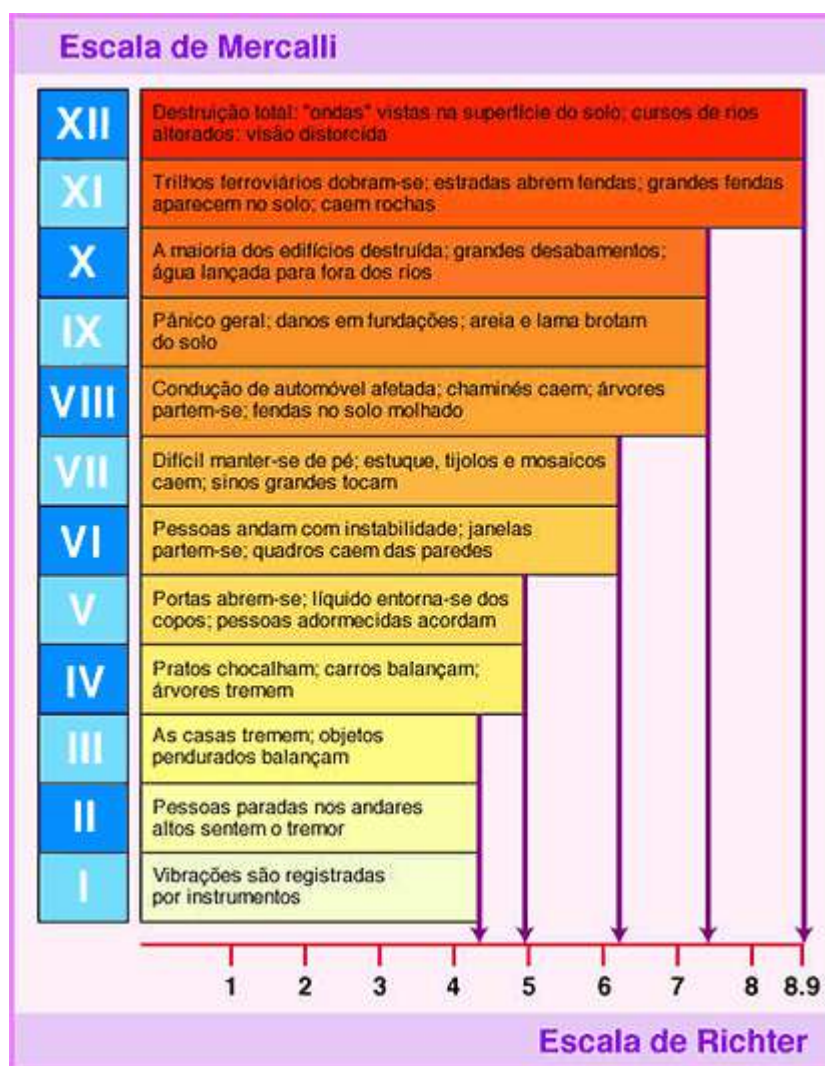 Escala de Mercalli
XII
Destruição total: "ondas" vistas na superfície do solo; cursos de rios
alterados; visão distorcida
XI
Trilhos ferroviários dobram-se; estradas abrem fendas; grandes fendas
aparecem no solo; caem rochas
X
A maioria dos edifícios destruída; grandes desabamentos;
água lançada para fora dos rios
IX
Pânico geral; danos em fundações; areia e lama brotam
do solo
VIII
Condução de automóvel afetada; chaminés caem; árvores
partem-se; fendas no solo molhado
VII
Difícil manter-se de pé; estuque, tijolos e mosaicos
caem; sinos grandes tocam
VI
Pessoas andam com instabilidade; janelas
partem-se; quadros caem das paredes
V
Portas abrem-se; líquido entorna-se dos
copos; pessoas adormecidas acordam
IV
Pratos chocalham; carros balançam;
árvores tremem
III
As casas tremem; objetos
pendurados balançam
II
Pessoas paradas nos andares
altos sentem o tremor
I
Vibrações são registradas
por instrumentos
1 2 3 4 5 6 7 8 8.9
Escala de Richter